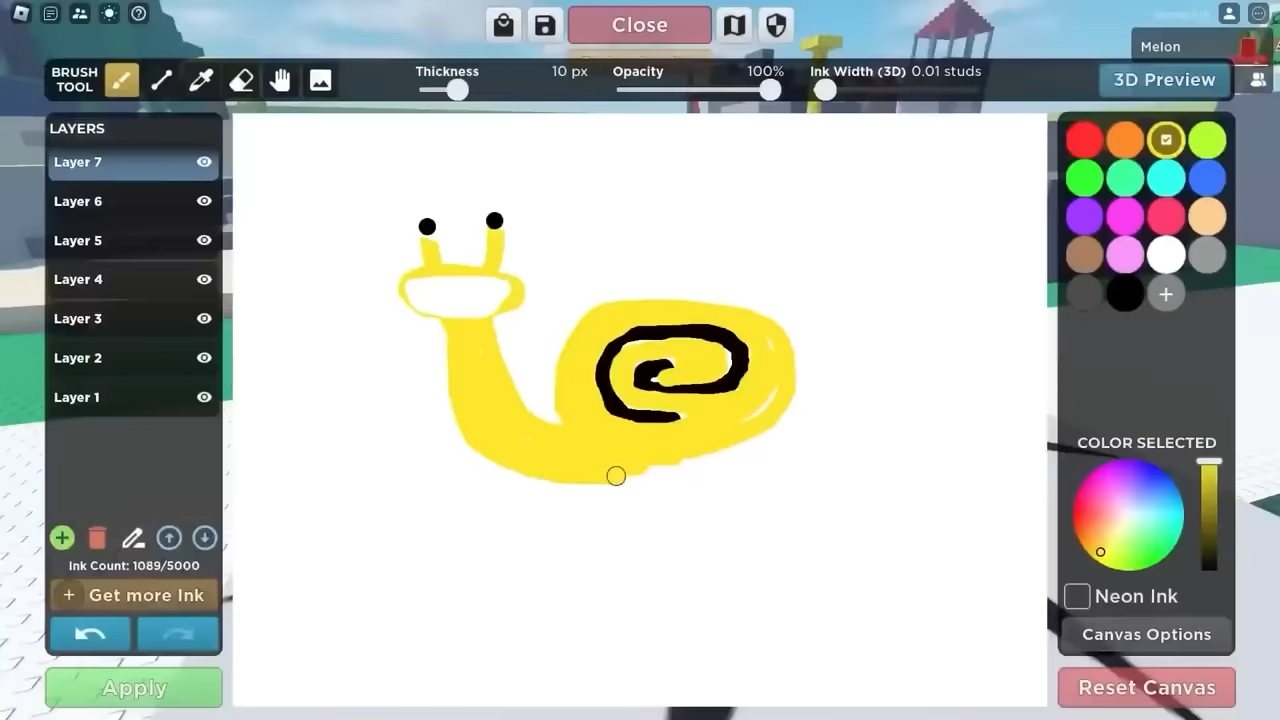 Close
Melon
BRUSH
TOOL
Thickness 10 px
Opacity 100%
Ink Width (3D) 0.01 studs
3D Preview
LAYERS
Layer 7
Layer 6
Layer 5
Layer 4
Layer 3
Layer 2
Layer 1
Ink Count: 1089/5000
+ Get more Ink
Apply
COLOR SELECTED
Neon Ink
Canvas Options
Reset Canvas